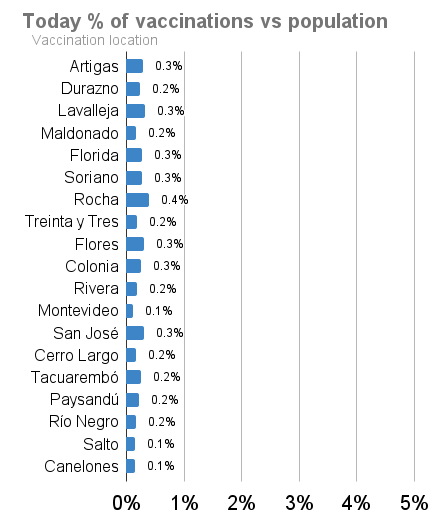 Today % of vaccinations vs population
Vaccination location
Artigas 0.3%
Durazno 0.2%
Lavalleja 0.3%
Maldonado 0.2%
Florida 0.3%
Soriano 0.3%
Rocha 0.4%
Treinta y Tres 0.2%
Flores 0.3%
Colonia 0.3%
Rivera 0.2%
Montevideo 0.1%
San José 0.3%
Cerro Largo 0.2%
Tacuarembó 0.2%
Paysandú 0.2%
Río Negro 0.2%
Salto 0.1%
Canelones 0.1%
0% 1% 2% 3% 4% 5%